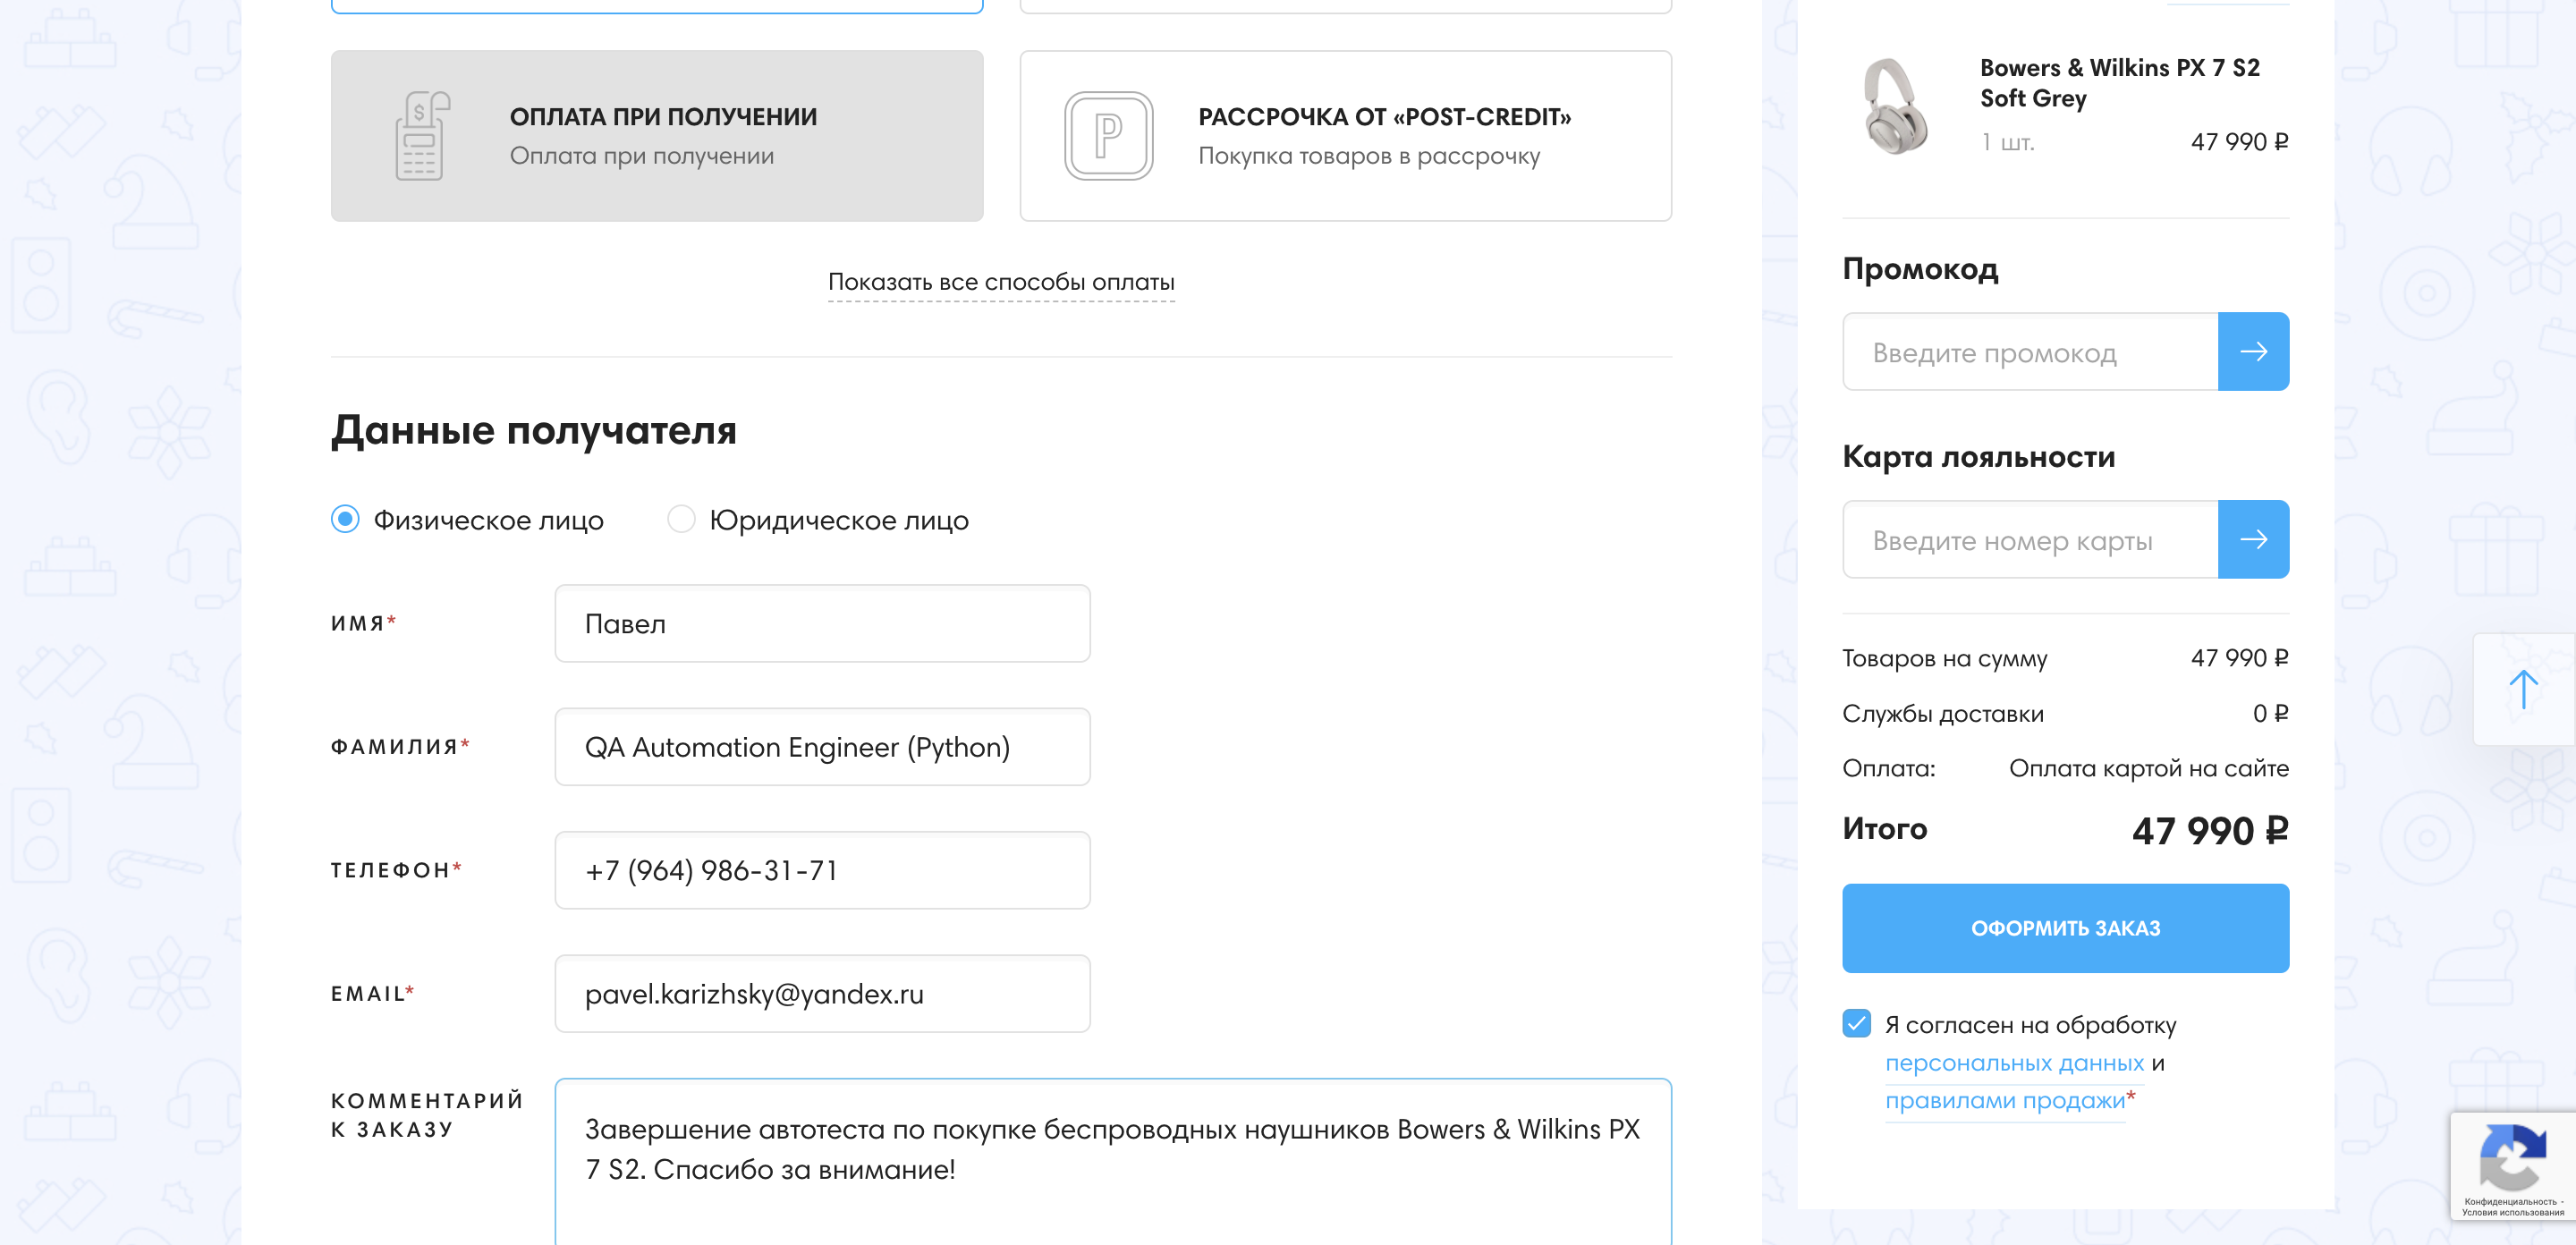 ОПЛАТА ПРИ ПОЛУЧЕНИИ
Оплата при получении
РАССРОЧКА ОТ «POST-CREDIT»
Покупка товаров в рассрочку
Показать все способы оплаты
Данные получателя
Физическое лицо
Юридическое лицо
ИМЯ*
Павел
ФАМИЛИЯ*
QA Automation Engineer (Python)
ТЕЛЕФОН*
+7 (964) 986-31-71
EMAIL*
pavel.karizhsky@yandex.ru
КОММЕНТАРИЙ
К ЗАКАЗУ
Завершение автотеста по покупке беспроводных наушников Bowers & Wilkins PX
7 S2. Спасибо за внимание!
Bowers & Wilkins PX 7 S2
Soft Grey
1 шт.
47 990 ₽
Промокод
Введите промокод
Карта лояльности
Введите номер карты
Товаров на сумму
47 990 ₽
Службы доставки
0 ₽
Оплата:
Оплата картой на сайте
Итого
47 990 ₽
ОФОРМИТЬ ЗАКАЗ
Я согласен на обработку
персональных данных и
правилами продажи*
Конфиденциальность -
Условия использования